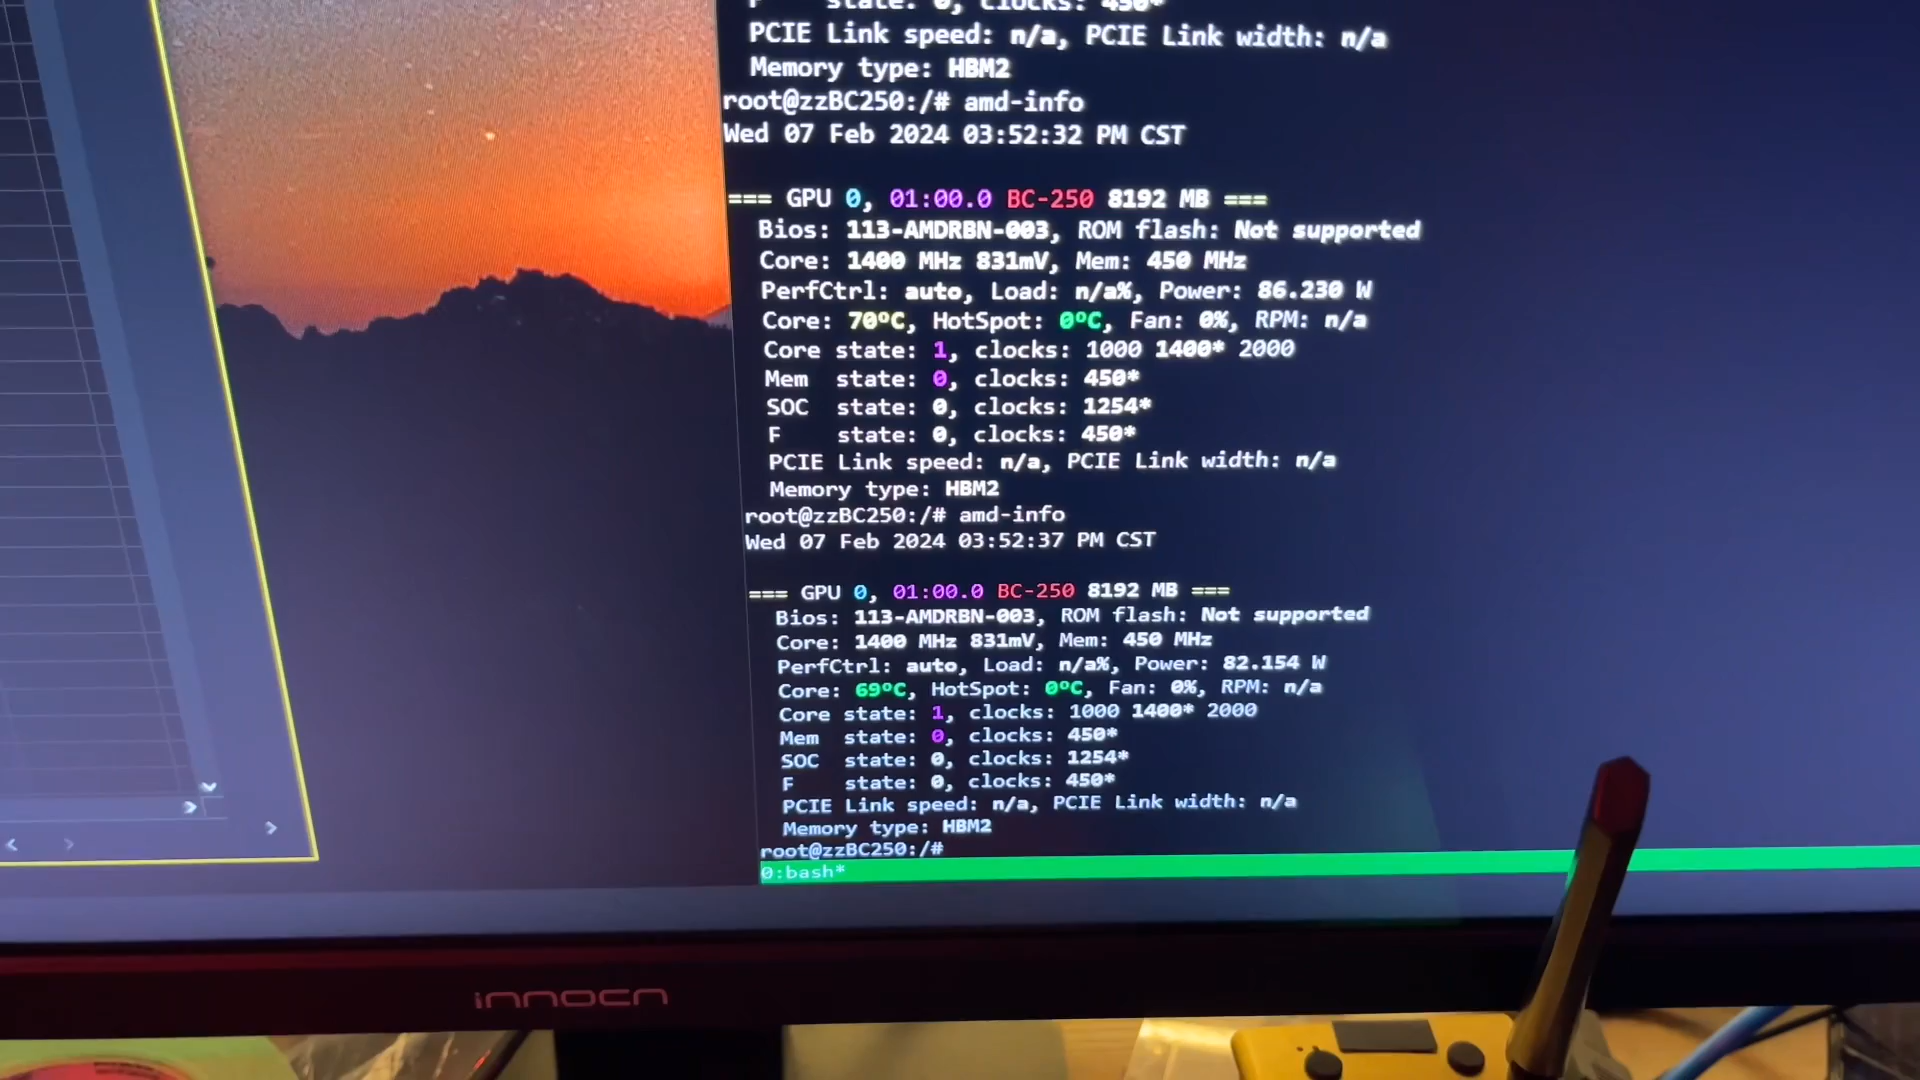 F    state: 0, clocks: 450*
PCIE Link speed: n/a, PCIE Link width: n/a
Memory type: HBM2
root@zzBC250:/# amd-info
Wed 07 Feb 2024 03:52:32 PM CST
=== GPU 0, 01:00.0 BC-250 8192 MB ===
Bios: 113-AMDRBN-003, ROM flash: Not supported
Core: 1400 MHz 831mV, Mem: 450 MHz
PerfCtrl: auto, Load: n/a%, Power: 86.230 W
Core: 70ºC, HotSpot: 0ºC, Fan: 0%, RPM: n/a
Core state: 1, clocks: 1000 1400* 2000
Mem  state: 0, clocks: 450*
SOC  state: 0, clocks: 1254*
F    state: 0, clocks: 450*
PCIE Link speed: n/a, PCIE Link width: n/a
Memory type: HBM2
root@zzBC250:/# amd-info
Wed 07 Feb 2024 03:52:37 PM CST
=== GPU 0, 01:00.0 BC-250 8192 MB ===
Bios: 113-AMDRBN-003, ROM flash: Not supported
Core: 1400 MHz 831mV, Mem: 450 MHz
PerfCtrl: auto, Load: n/a%, Power: 82.154 W
Core: 69ºC, HotSpot: 0ºC, Fan: 0%, RPM: n/a
Core state: 1, clocks: 1000 1400* 2000
Mem  state: 0, clocks: 450*
SOC  state: 0, clocks: 1254*
F    state: 0, clocks: 450*
PCIE Link speed: n/a, PCIE Link width: n/a
Memory type: HBM2
root@zzBC250:/#
0:bash*
innocn